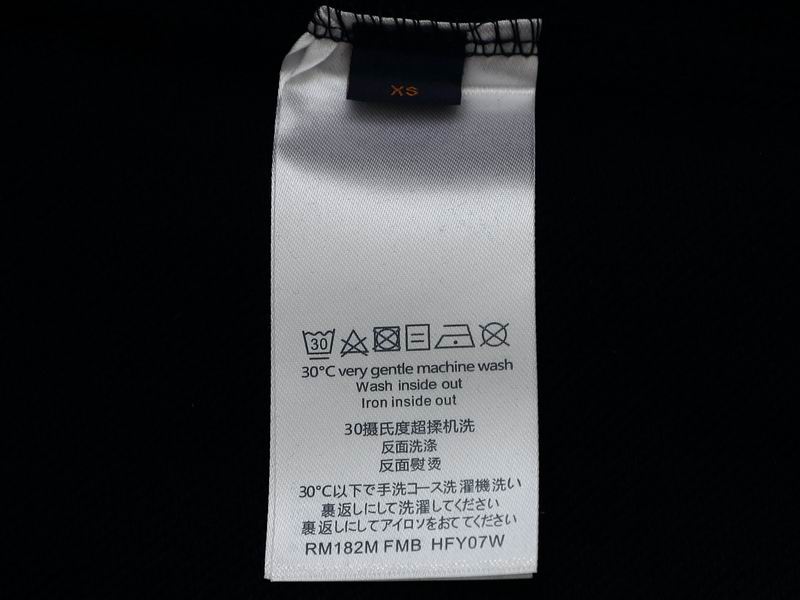 XS
30
30°C very gentle machine wash
Wash inside out
Iron inside out
30摄氏度超揉机洗
反面洗涤
反面熨烫
30°C以下で手洗コース洗濯機洗い
裏返しにして洗濯してください
裏返しにしてアイロソをおててください
RM182M FMB HFY07W